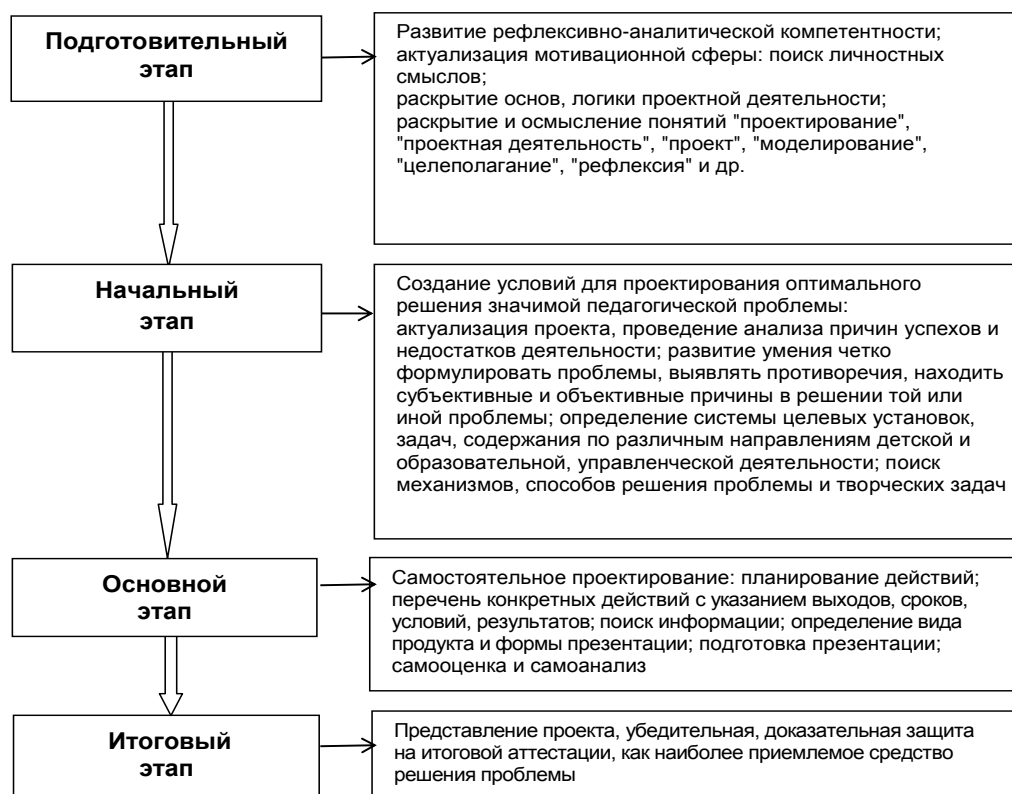 Подготовительный
этап
Развитие рефлексивно-аналитической компетентности;
актуализация мотивационной сферы: поиск личностных
смыслов;
раскрытие основ, логики проектной деятельности;
раскрытие и осмысление понятий "проектирование",
"проектная деятельность", "проект", "моделирование",
"целеполагание", "рефлексия" и др.
Начальный
этап
Создание условий для проектирования оптимального
решения значимой педагогической проблемы:
актуализация проекта, проведение анализа причин успехов и
недостатков деятельности; развитие умения четко
формулировать проблемы, выявлять противоречия, находить
субъективные и объективные причины в решении той или
иной проблемы; определение системы целевых установок,
задач, содержания по различным направлениям детской и
образовательной, управленческой деятельности; поиск
механизмов, способов решения проблемы и творческих задач
Основной
этап
Самостоятельное проектирование: планирование действий;
перечень конкретных действий с указанием выходов, сроков,
условий, результатов; поиск информации; определение вида
продукта и формы презентации; подготовка презентации;
самооценка и самоанализ
Итоговый
этап
Представление проекта, убедительная, доказательная защита
на итоговой аттестации, как наиболее приемлемое средство
решения проблемы